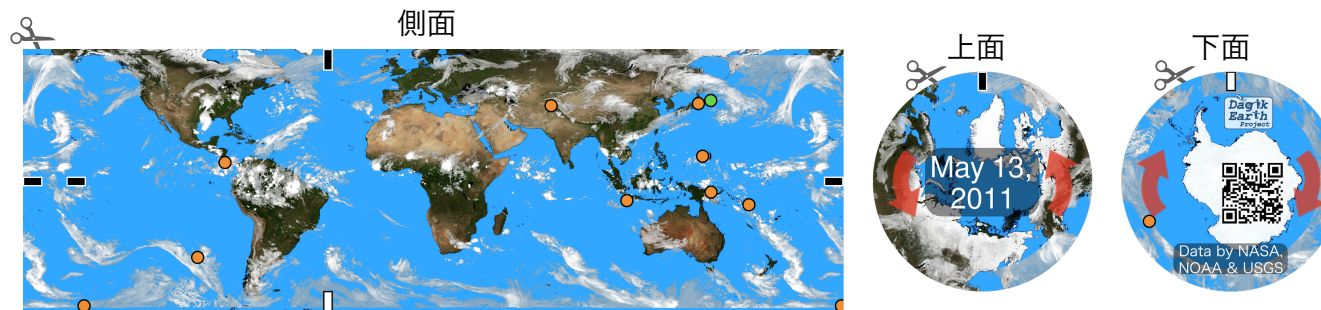 側面
上面
下面
May 13,
2011
Dagik
Earth
Project
Data by NASA,
NOAA & USGS